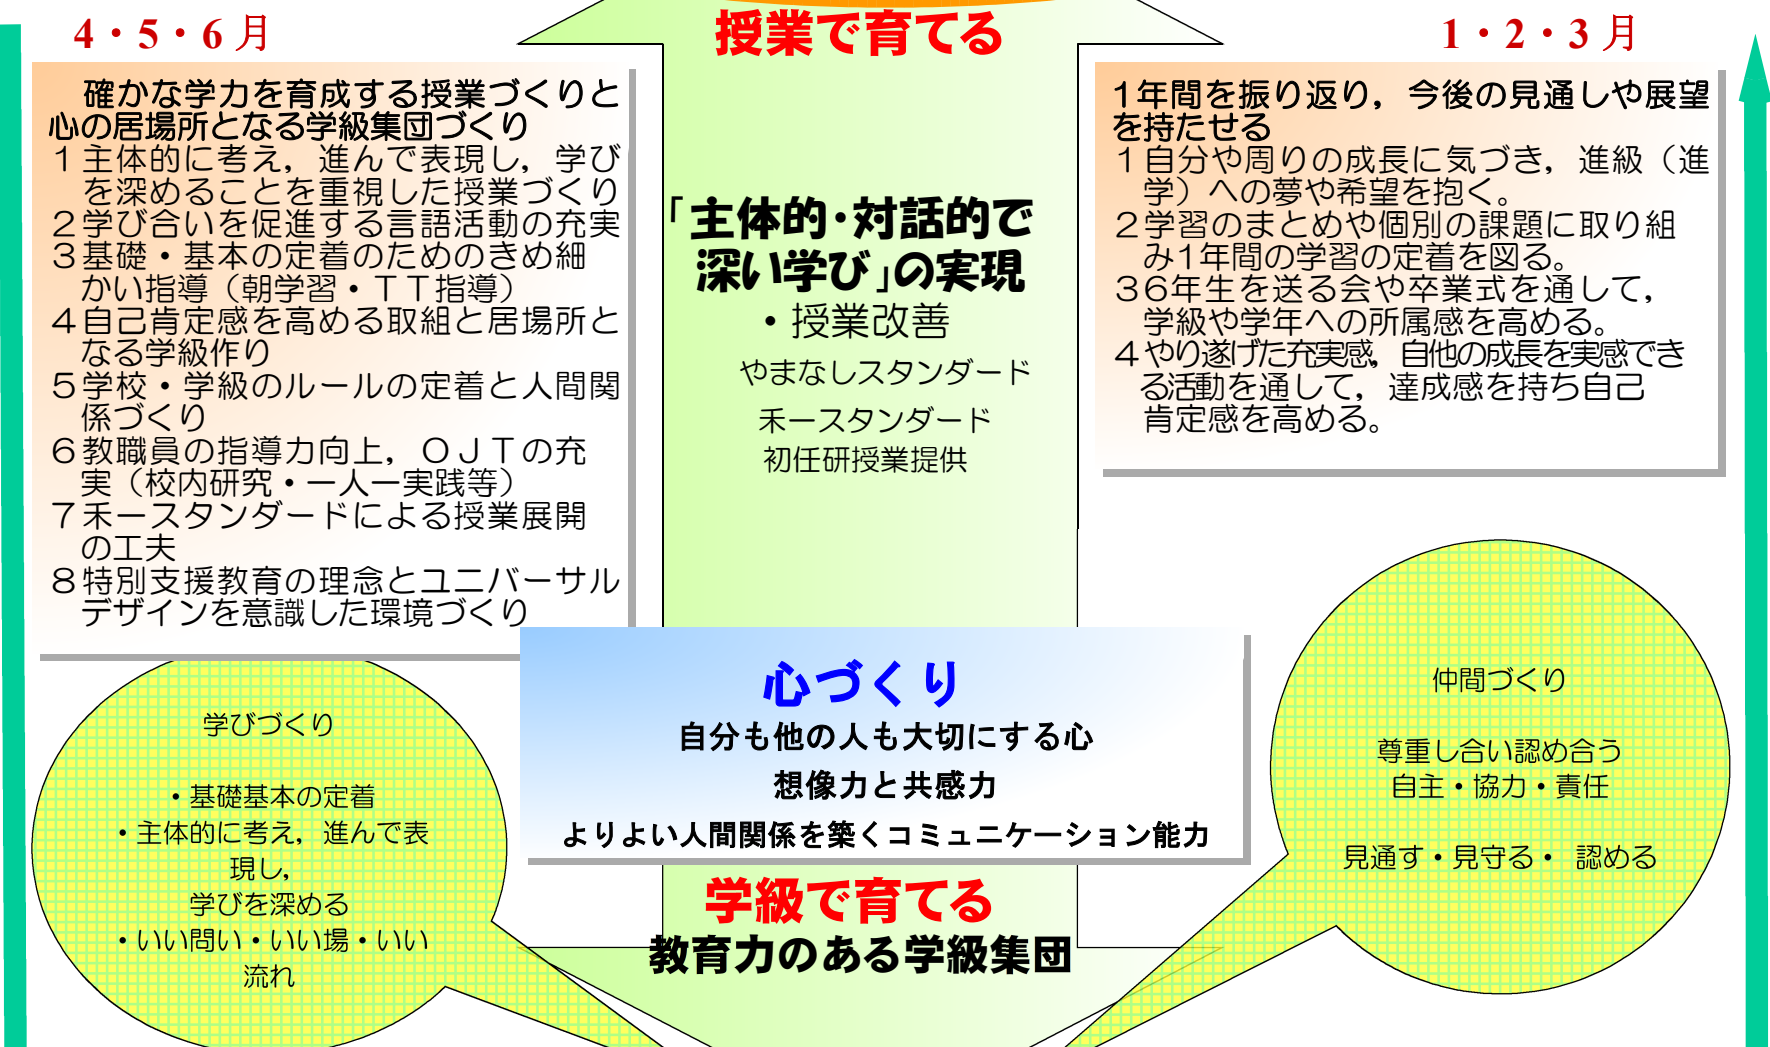 4・5・6月
確かな学力を育成する授業づくりと
心の居場所となる学級集団づくり
１主体的に考え，進んで表現し，学び
を深めることを重視した授業づくり
２学び合いを促進する言語活動の充実
３基礎・基本の定着のためのきめ細
かい指導（朝学習・ＴＴ指導）
４自己肯定感を高める取組と居場所と
なる学級作り
５学校・学級のルールの定着と人間関
係づくり
６教職員の指導力向上，ＯＪＴの充
実（校内研究・一人一実践等）
７禾一スタンダードによる授業展開
の工夫
８特別支援教育の理念とユニバーサル
デザインを意識した環境づくり
授業で育てる
「主体的･対話的で
深い学び」の実現
・授業改善
やまなしスタンダード
禾一スタンダード
初任研授業提供
1・2・3月
1年間を振り返り，今後の見通しや展望
を持たせる
１自分や周りの成長に気づき，進級（進
学）への夢や希望を抱く。
２学習のまとめや個別の課題に取り組
み1年間の学習の定着を図る。
３６年生を送る会や卒業式を通して，
学級や学年への所属感を高める。
４やり遂げた充実感，自他の成長を実感でき
る活動を通して，達成感を持ち自己
肯定感を高める。
心づくり
自分も他の人も大切にする心
想像力と共感力
よりよい人間関係を築くコミュニケーション能力
学びづくり
・基礎基本の定着
・主体的に考え，進んで表
現し，
学びを深める
・いい問い・いい場・いい
流れ
仲間づくり
尊重し合い認め合う
自主・協力・責任
見通す・見守る・ 認める
学級で育てる
教育力のある学級集団